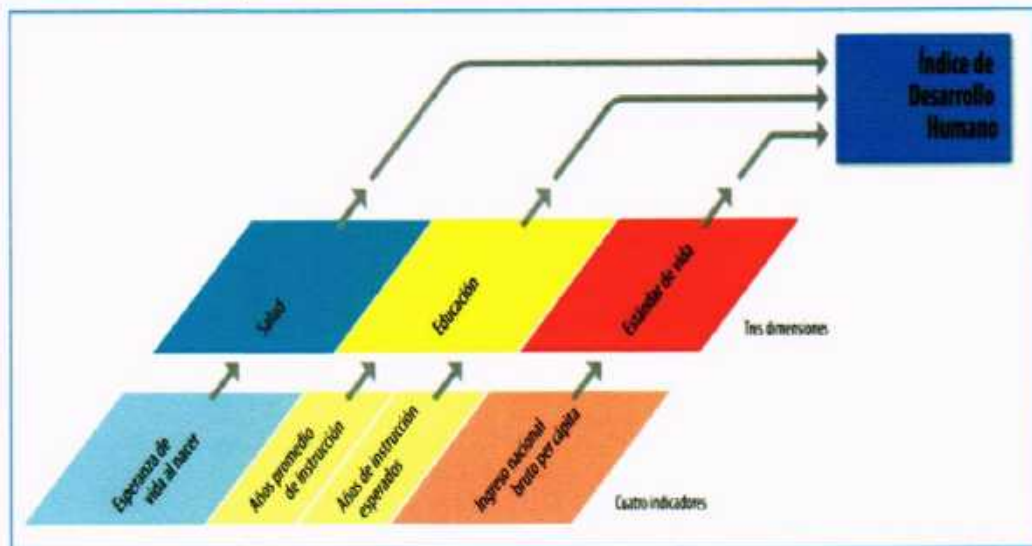 Índice de
Desarrollo
Humano
Salud
Educación
Estándar de vida
Tres dimensiones
Esperanza de
vida al nacer
Años promedio
de instrucción
Años de instrucción
esperados
Ingreso nacional
bruto per cápita
Cuatro indicadores